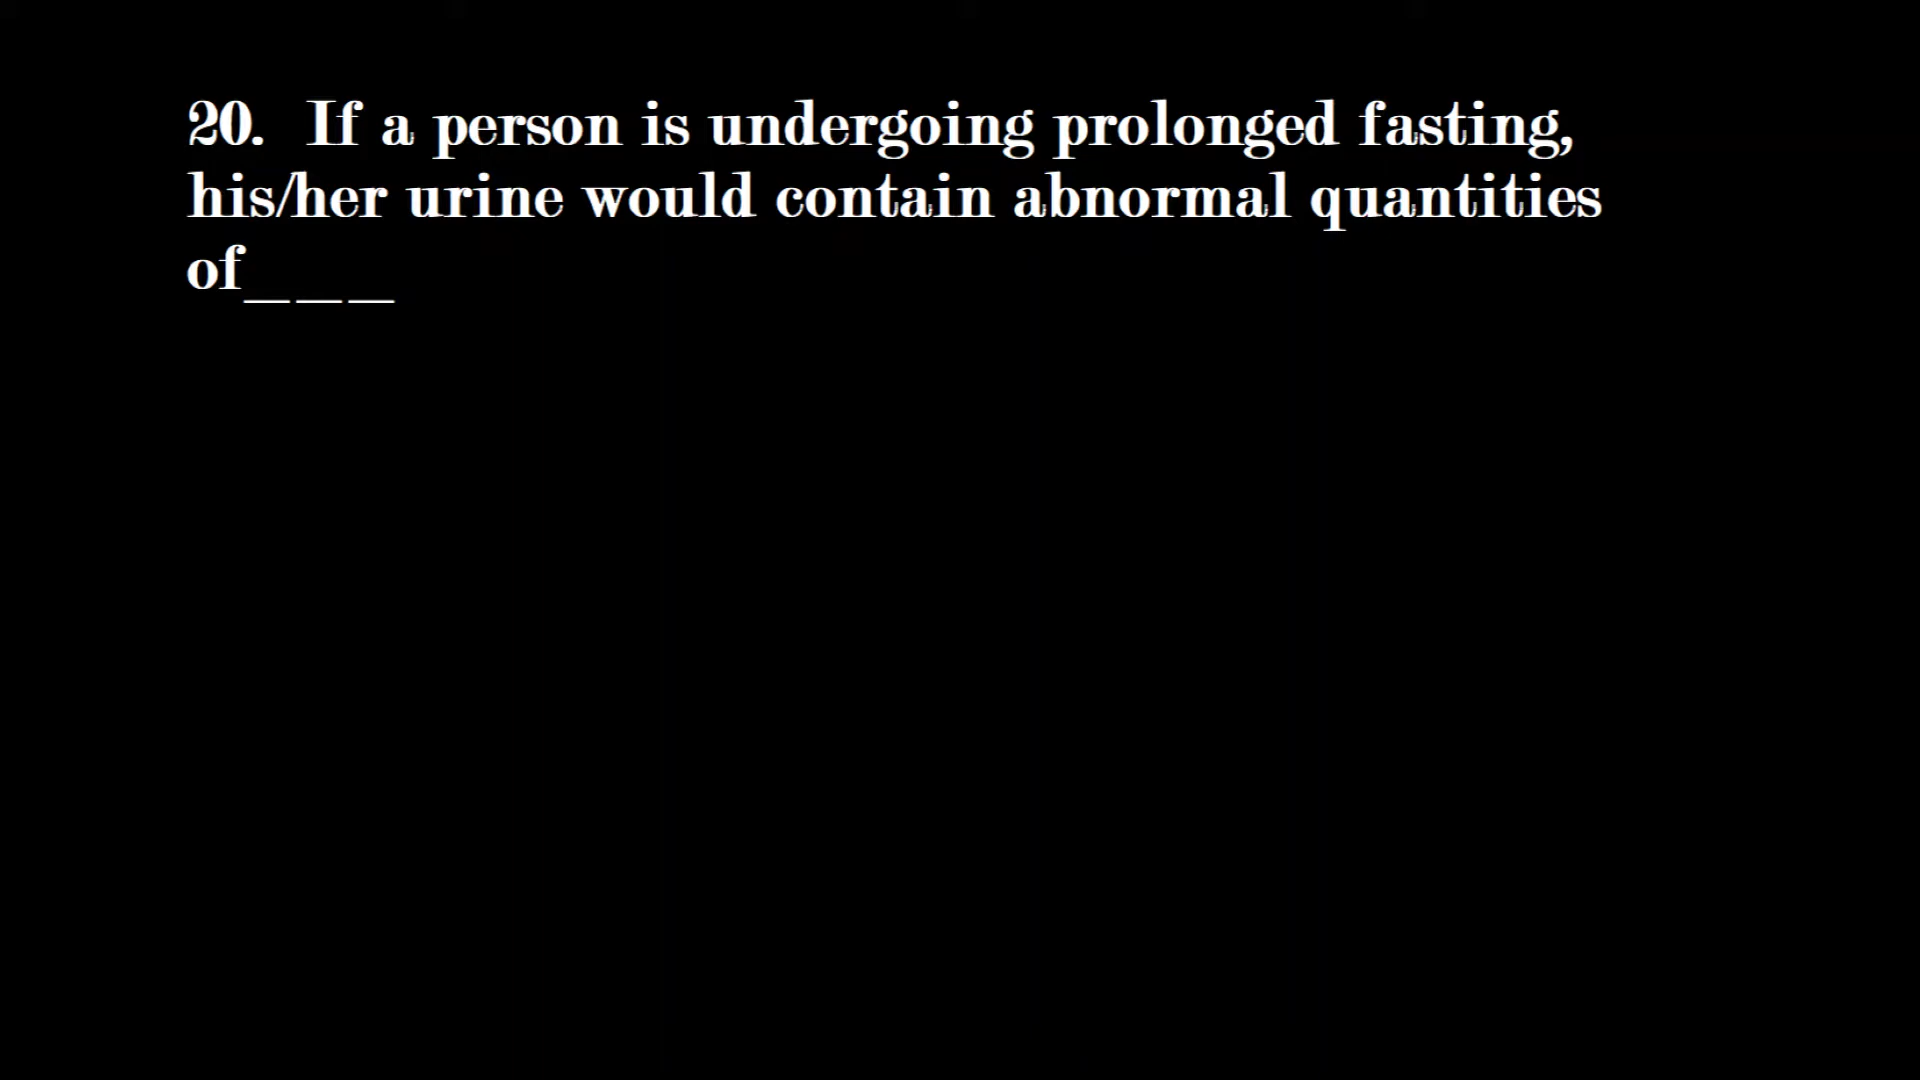 20.  If a person is undergoing prolonged fasting,
his/her urine would contain abnormal quantities
of___